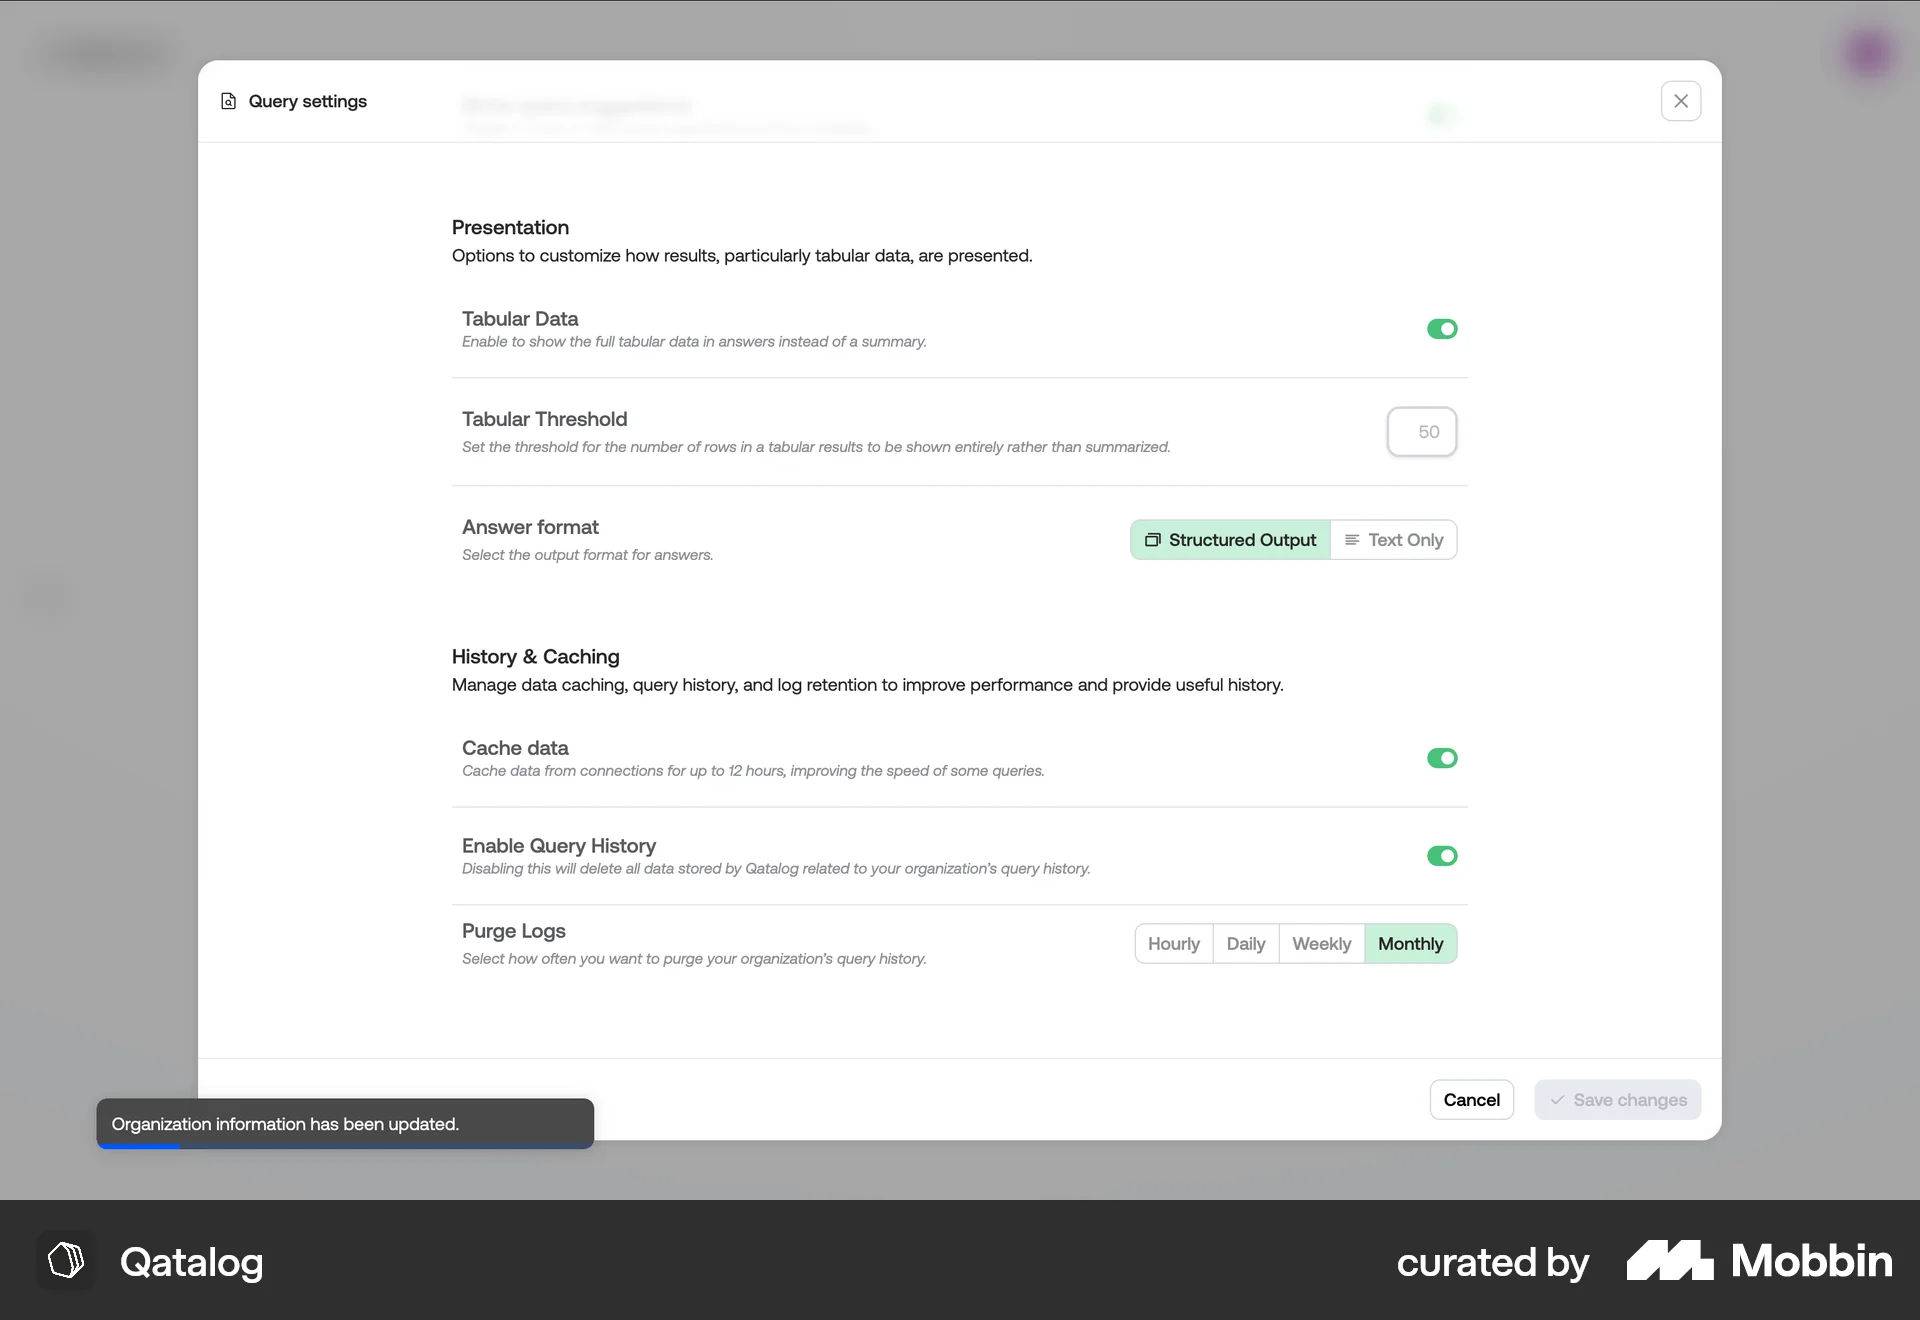 Query settings
Presentation
Options to customize how results, particularly tabular data, are presented.
Tabular Data
Enable to show the full tabular data in answers instead of a summary.
Tabular Threshold
Set the threshold for the number of rows in a tabular results to be shown entirely rather than summarized.
50
Answer format
Select the output format for answers.
Structured Output
Text Only
History & Caching
Manage data caching, query history, and log retention to improve performance and provide useful history.
Cache data
Cache data from connections for up to 12 hours, improving the speed of some queries.
Enable Query History
Disabling this will delete all data stored by Qatalog related to your organization's query history.
Purge Logs
Select how often you want to purge your organization's query history.
Hourly
Daily
Weekly
Monthly
Cancel
Save changes
Organization information has been updated.
Qatalog
curated by
Mobbin